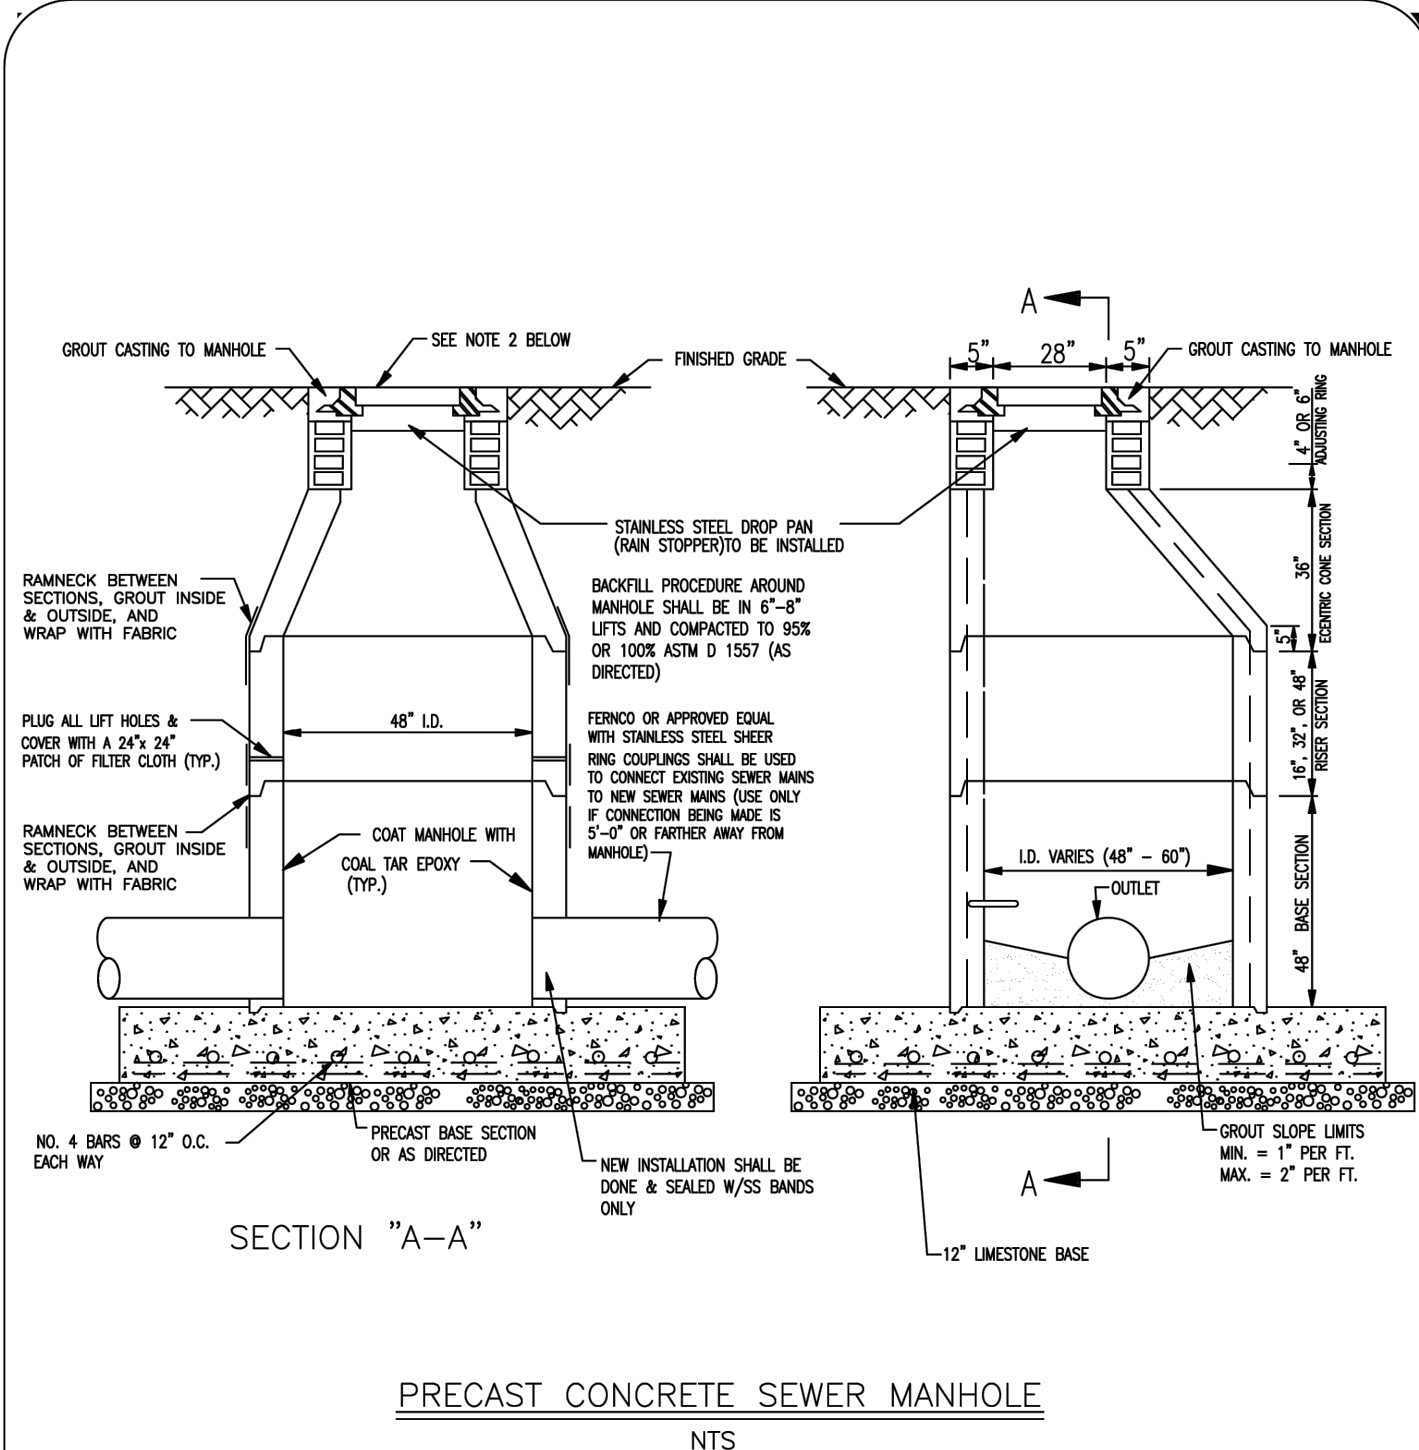 A
GROUT CASTING TO MANHOLE
SEE NOTE 2 BELOW
FINISHED GRADE
5"
28"
5"
GROUT CASTING TO MANHOLE
4" OR 6"
ADJUSTING RING
STAINLESS STEEL DROP PAN
(RAIN STOPPER)TO BE INSTALLED
36"
ECENTRIC CONE SECTION
5"
RAMNECK BETWEEN
SECTIONS, GROUT INSIDE
& OUTSIDE, AND
WRAP WITH FABRIC
BACKFILL PROCEDURE AROUND
MANHOLE SHALL BE IN 6"-8"
LIFTS AND COMPACTED TO 95%
OR 100% ASTM D 1557 (AS
DIRECTED)
PLUG ALL LIFT HOLES &
COVER WITH A 24"x 24"
PATCH OF FILTER CLOTH (TYP.)
48" I.D.
FERNCO OR APPROVED EQUAL
WITH STAINLESS STEEL SHEER
RING COUPLINGS SHALL BE USED
TO CONNECT EXISTING SEWER MAINS
TO NEW SEWER MAINS (USE ONLY
IF CONNECTION BEING MADE IS
5'-0" OR FARTHER AWAY FROM
MANHOLE)
16", 32", OR 48"
RISER SECTION
RAMNECK BETWEEN
SECTIONS, GROUT INSIDE
& OUTSIDE, AND
WRAP WITH FABRIC
COAT MANHOLE WITH
COAL TAR EPOXY
(TYP.)
I.D. VARIES (48" - 60")
OUTLET
48" BASE SECTION
NO. 4 BARS @ 12" O.C.
EACH WAY
PRECAST BASE SECTION
OR AS DIRECTED
NEW INSTALLATION SHALL BE
DONE & SEALED W/SS BANDS
ONLY
GROUT SLOPE LIMITS
MIN. = 1" PER FT.
MAX. = 2" PER FT.
A
12" LIMESTONE BASE
SECTION "A-A"
PRECAST CONCRETE SEWER MANHOLE
NTS